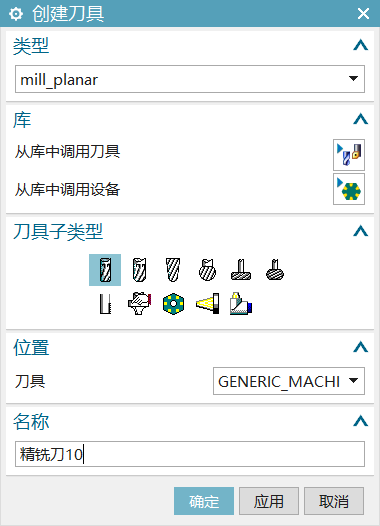 创建刀具
类型
mill_planar
库
从库中调用刀具
从库中调用设备
刀具子类型
位置
刀具 GENERIC_MACHI
名称
精铣刀10
确定 应用 取消